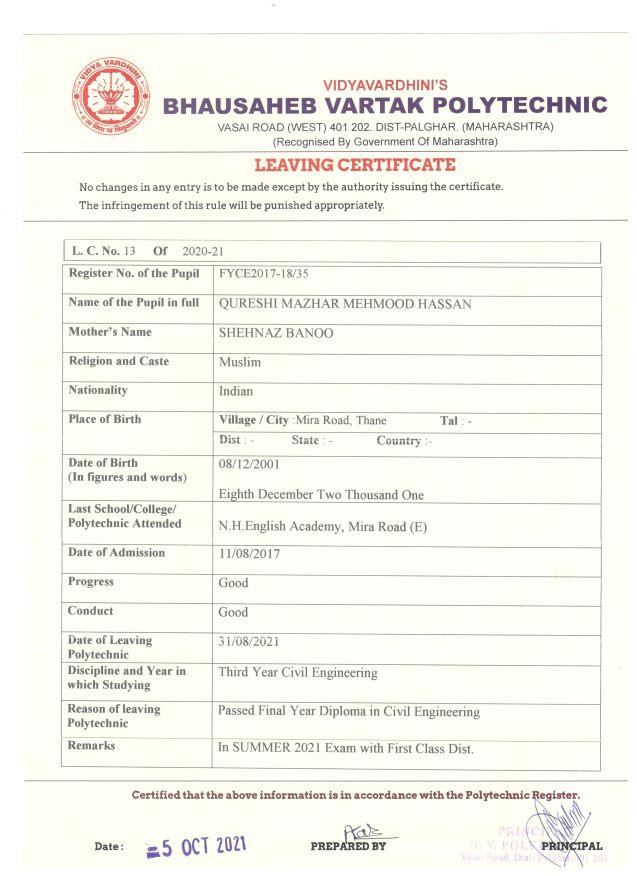 VIDYA VARDHINI
VIDYAVARDHINI'S
BHAUSAHEB VARTAK POLYTECHNIC
VASAI ROAD (WEST) 401 202. DIST-PALGHAR. (MAHARASHTRA)
(Recognised By Government Of Maharashtra)
LEAVING CERTIFICATE
No changes in any entry is to be made except by the authority issuing the certificate.
The infringement of this rule will be punished appropriately.
L. C. No. 13 Of 2020-21
Register No. of the Pupil FYCE2017-18/35
Name of the Pupil in full QURESHI MAZHAR MEHMOOD HASSAN
Mother's Name SHEHNAZ BANOO
Religion and Caste Muslim
Nationality Indian
Place of Birth Village / City :Mira Road, Thane Tal : -
Dist : - State : - Country :-
Date of Birth 08/12/2001
(In figures and words)
Eighth December Two Thousand One
Last School/College/
Polytechnic Attended N.H.English Academy, Mira Road (E)
Date of Admission 11/08/2017
Progress Good
Conduct Good
Date of Leaving 31/08/2021
Polytechnic
Discipline and Year in Third Year Civil Engineering
which Studying
Reason of leaving Passed Final Year Diploma in Civil Engineering
Polytechnic
Remarks In SUMMER 2021 Exam with First Class Dist.
Certified that the above information is in accordance with the Polytechnic Register.
Date : 5 OCT 2021 PREPARED BY PRINCIPAL